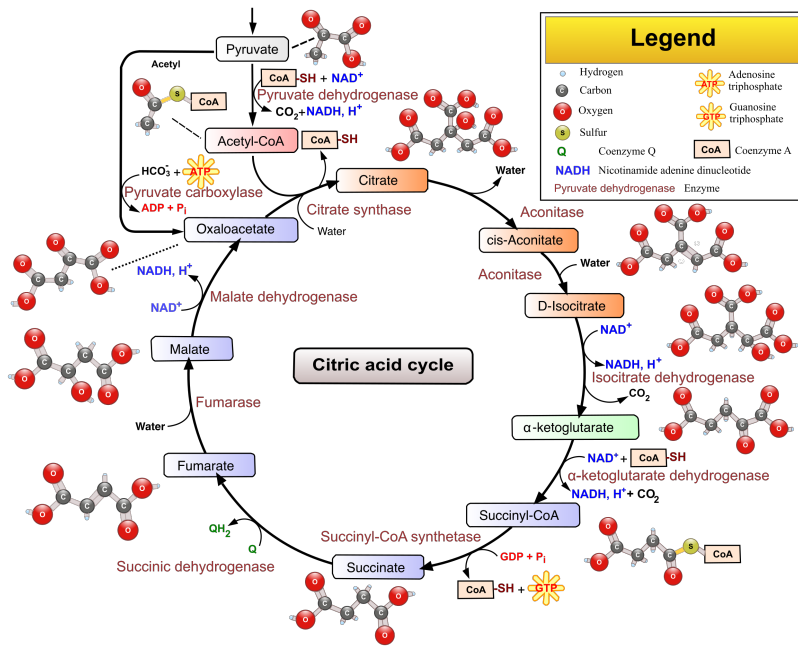 Legend
Hydrogen
Carbon
Oxygen
Sulfur
Q Coenzyme Q
NADH Nicotinamide adenine dinucleotide
Pyruvate dehydrogenase Enzyme
ATP Adenosine
triphosphate
GTP Guanosine
triphosphate
CoA Coenzyme A
Pyruvate
Acetyl
CoA-SH + NAD+
Pyruvate dehydrogenase
CO2+NADH, H+
S CoA
Acetyl-CoA
CoA-SH
HCO3- + ATP
Pyruvate carboxylase
ADP + Pi
Oxaloacetate
Citrate synthase
Water
Citrate
Water
Aconitase
cis-Aconitate
Aconitase
Water
D-Isocitrate
NAD+
NADH, H+
Isocitrate dehydrogenase
CO2
α-ketoglutarate
NAD+ + CoA-SH
α-ketoglutarate dehydrogenase
NADH, H++ CO2
Succinyl-CoA
S CoA
Succinyl-CoA synthetase
GDP + Pi
CoA-SH + GTP
Succinate
QH2
Q
Succinic dehydrogenase
Fumarate
Water
Fumarase
Malate
NADH, H+
NAD+
Malate dehydrogenase
Citric acid cycle